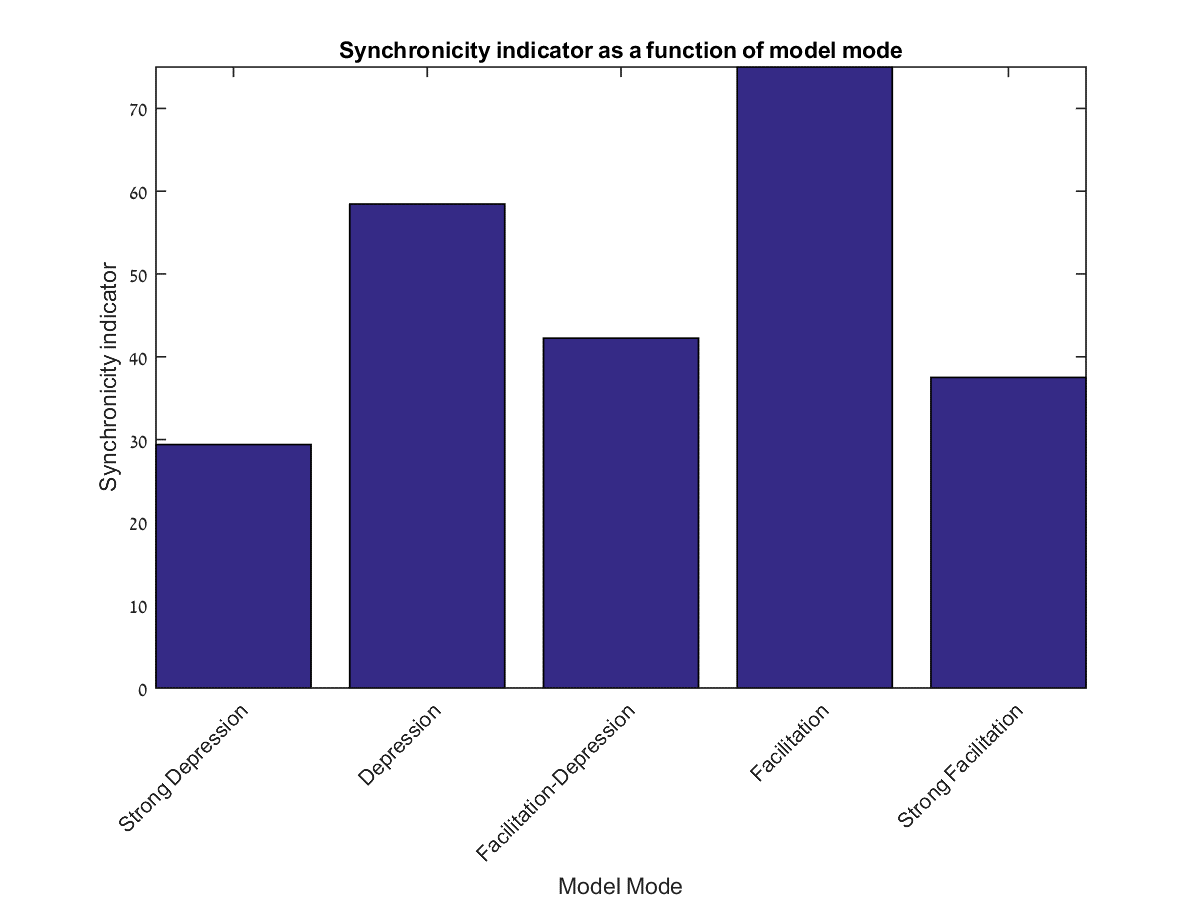 Synchronicity indicator as a function of model mode
Synchronicity indicator
70
60
50
40
30
20
10
0
Strong Depression
Depression
Facilitation-Depression
Facilitation
Strong Facilitation
Model Mode